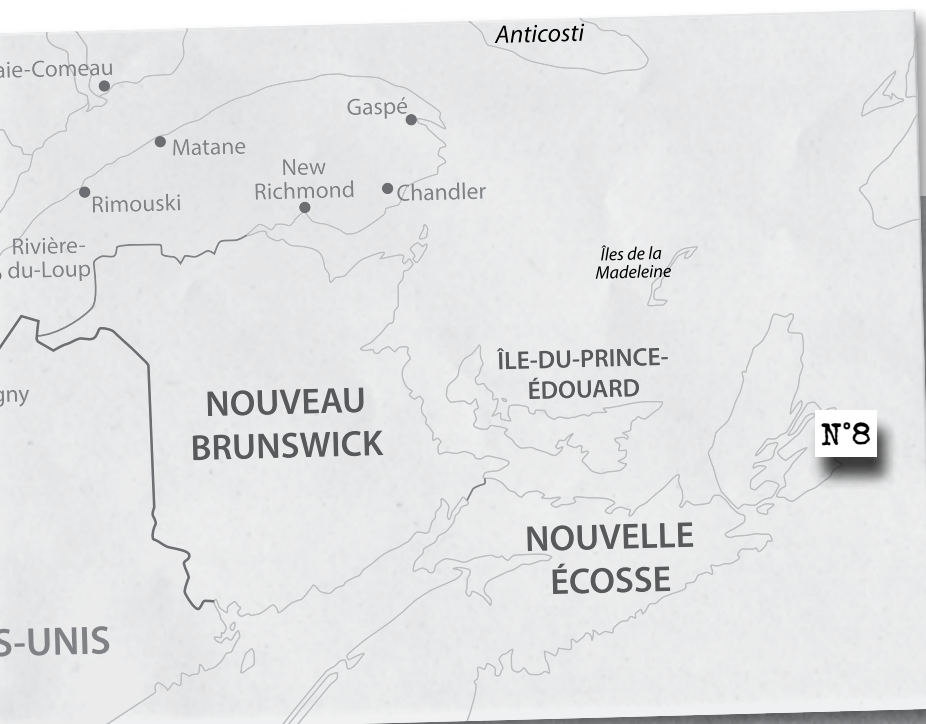 Anticosti
aie-Comeau
Gaspé
Matane
New
Richmond
Chandler
Rimouski
Rivière-
du-Loup
Îles de la
Madeleine
ÎLE-DU-PRINCE-
ÉDOUARD
gny
NOUVEAU
BRUNSWICK
N°8
NOUVELLE
ÉCOSSE
S-UNIS